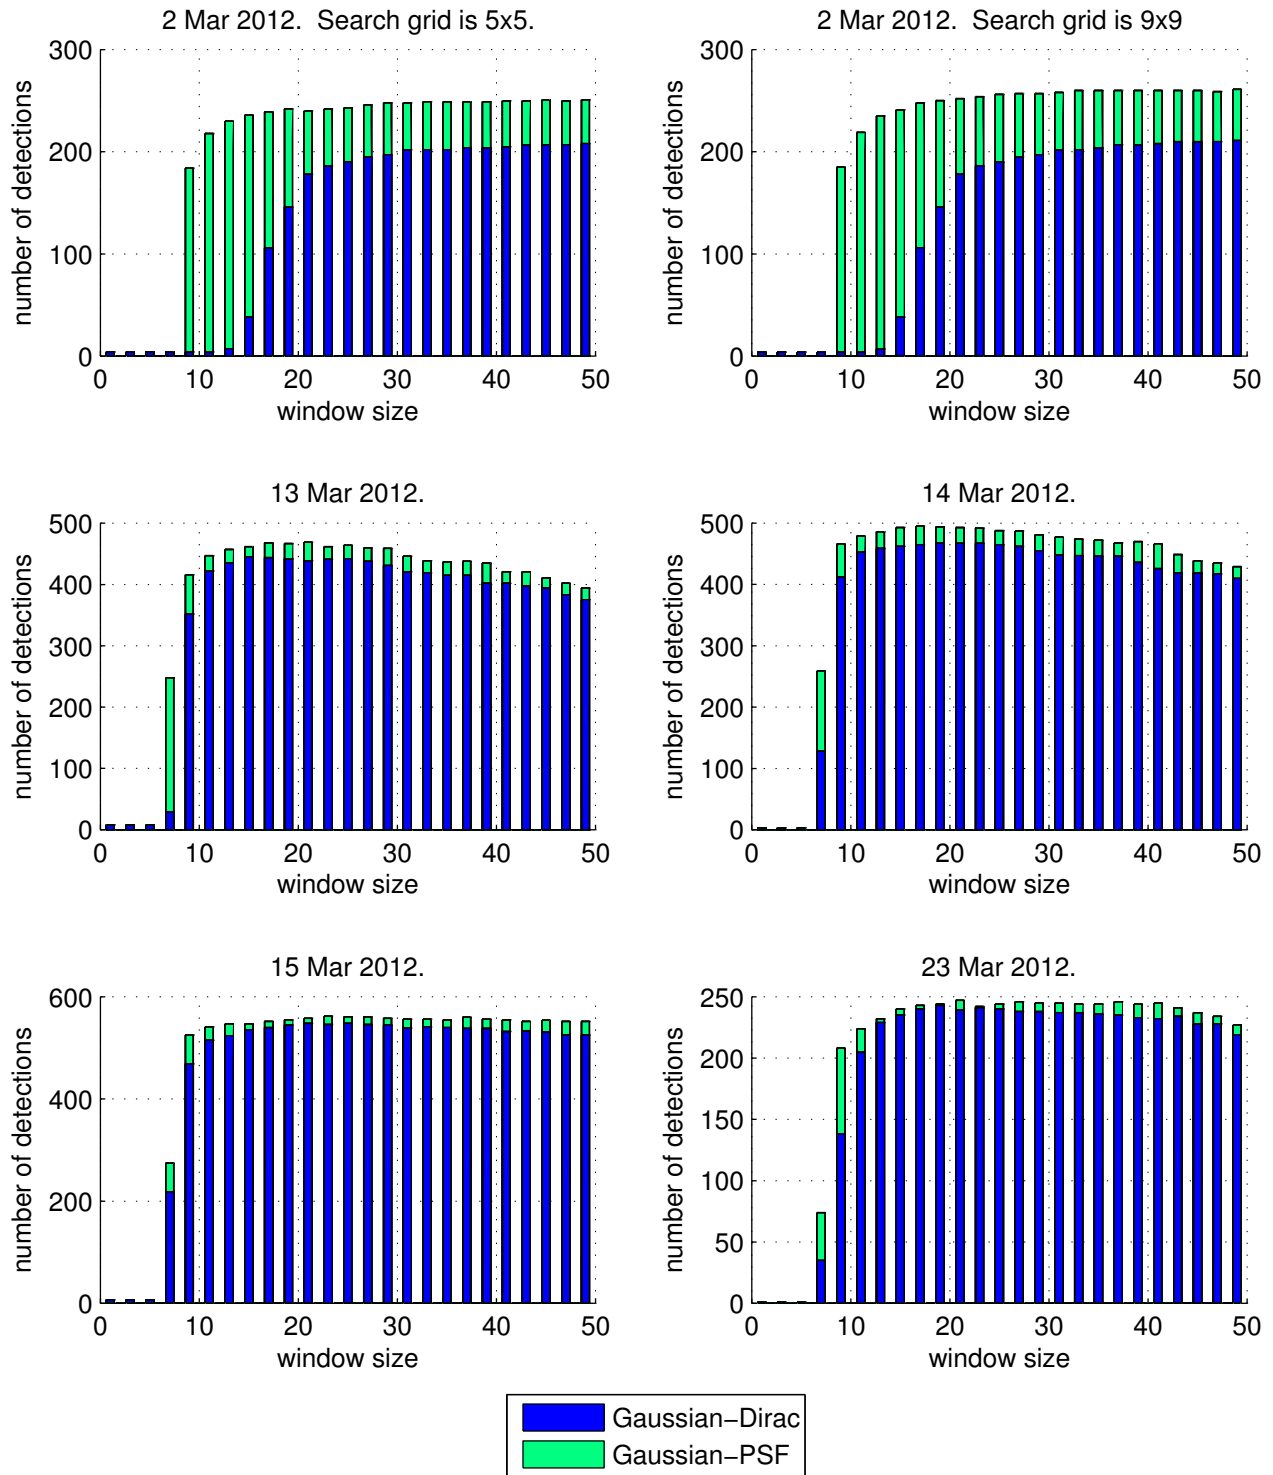 2 Mar 2012.  Search grid is 5x5.
300
200
100
0
number of detections
0 10 20 30 40 50
window size
2 Mar 2012.  Search grid is 9x9
300
200
100
0
number of detections
0 10 20 30 40 50
window size
13 Mar 2012.
500
400
300
200
100
0
number of detections
0 10 20 30 40 50
window size
14 Mar 2012.
500
400
300
200
100
0
number of detections
0 10 20 30 40 50
window size
15 Mar 2012.
600
400
200
0
number of detections
0 10 20 30 40 50
window size
23 Mar 2012.
250
200
150
100
50
0
number of detections
0 10 20 30 40 50
window size
Gaussian−Dirac
Gaussian−PSF